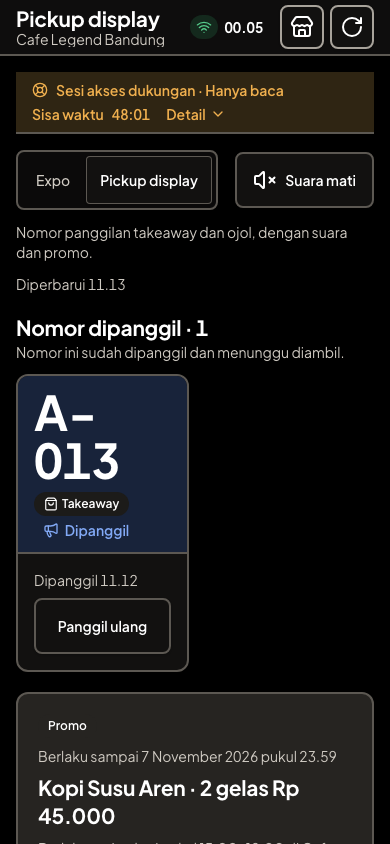 Pickup display
Cafe Legend Bandung
00.05
Sesi akses dukungan · Hanya baca
Sisa waktu 48:01 Detail
Expo
Pickup display
Suara mati
Nomor panggilan takeaway dan ojol, dengan suara
dan promo.
Diperbarui 11.13
Nomor dipanggil · 1
Nomor ini sudah dipanggil dan menunggu diambil.
A-
013
Takeaway
Dipanggil
Dipanggil 11.12
Panggil ulang
Promo
Berlaku sampai 7 November 2026 pukul 23.59
Kopi Susu Aren · 2 gelas Rp
45.000